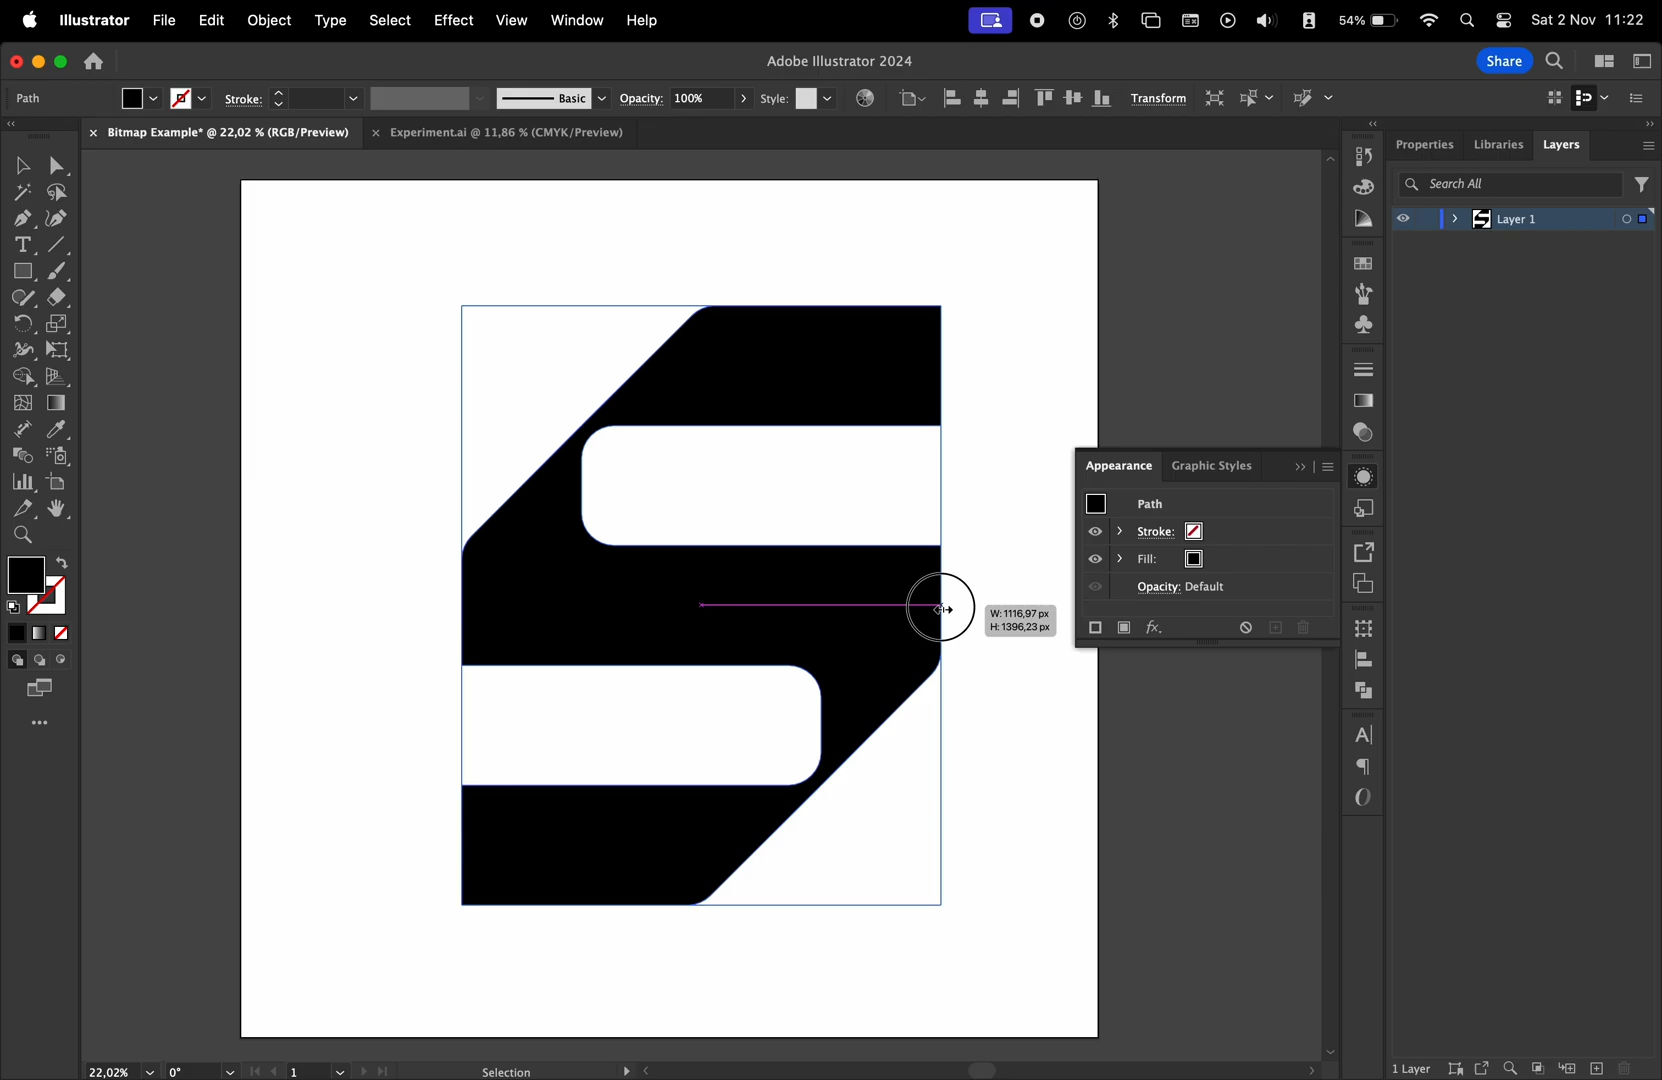 Illustrator File Edit Object Type Select Effect View Window Help 54% Sat 2 Nov 11:22
Adobe Illustrator 2024 Share
Path Stroke: Basic Opacity: 100% Style: Transform
Bitmap Example* @ 22,02 % (RGB/Preview) Experiment.ai @ 11,86 % (CMYK/Preview)
Properties Libraries Layers
Search All
Layer 1
Appearance Graphic Styles
Path
Stroke:
Fill:
Opacity: Default
fx.
W: 1116,97 px
H: 1396,23 px
22,02% 0° 1 Selection 1 Layer